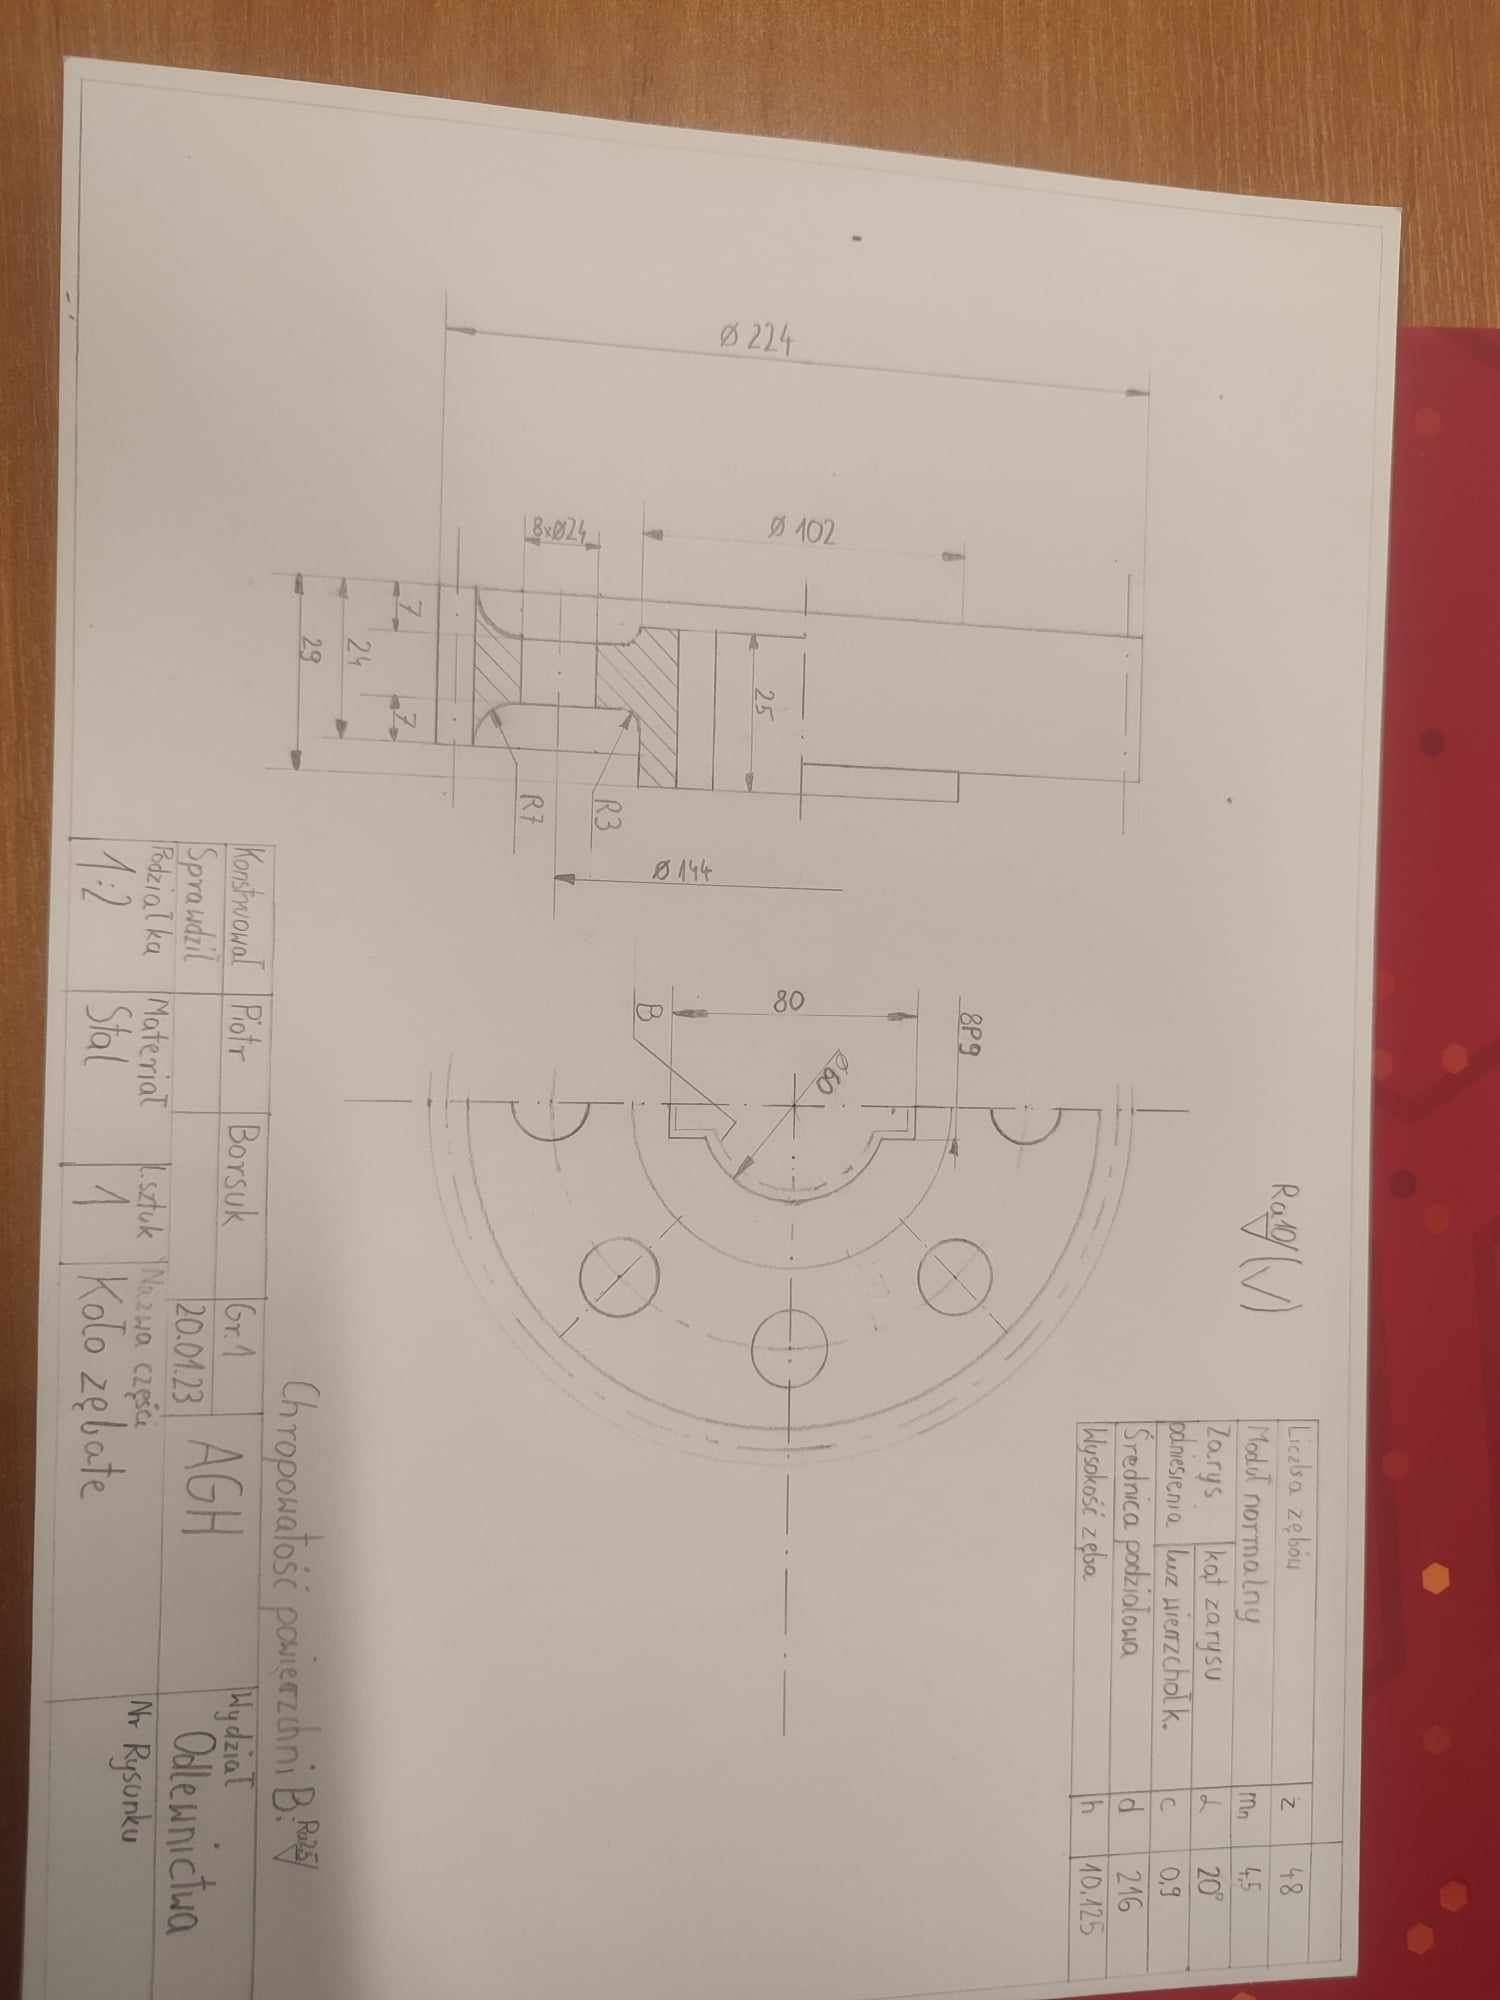 Ra10 (√)
Liczba zębów z 48
Moduł normalny mn 4,5
Zarys odniesienia kąt zarysu α 20°
luz wierzchołk. c 0,9
Średnica podziałowa d 216
Wysokość zęba h 10.125
8P9
Ø60
80
B
Ø 224
Ø 102
25
Ø 144
R3
8xØ24
R7
7
7
24
29
Chropowatość powierzchni B: Ra2,5
Konstruował Piotr Borsuk Gr.1
Sprawdził 20.01.23
AGH
Wydział
Odlewnictwa
Podziałka
1:2
Materiał
Stal
L.sztuk
1
Nazwa części
Koło zębate
Nr Rysunku